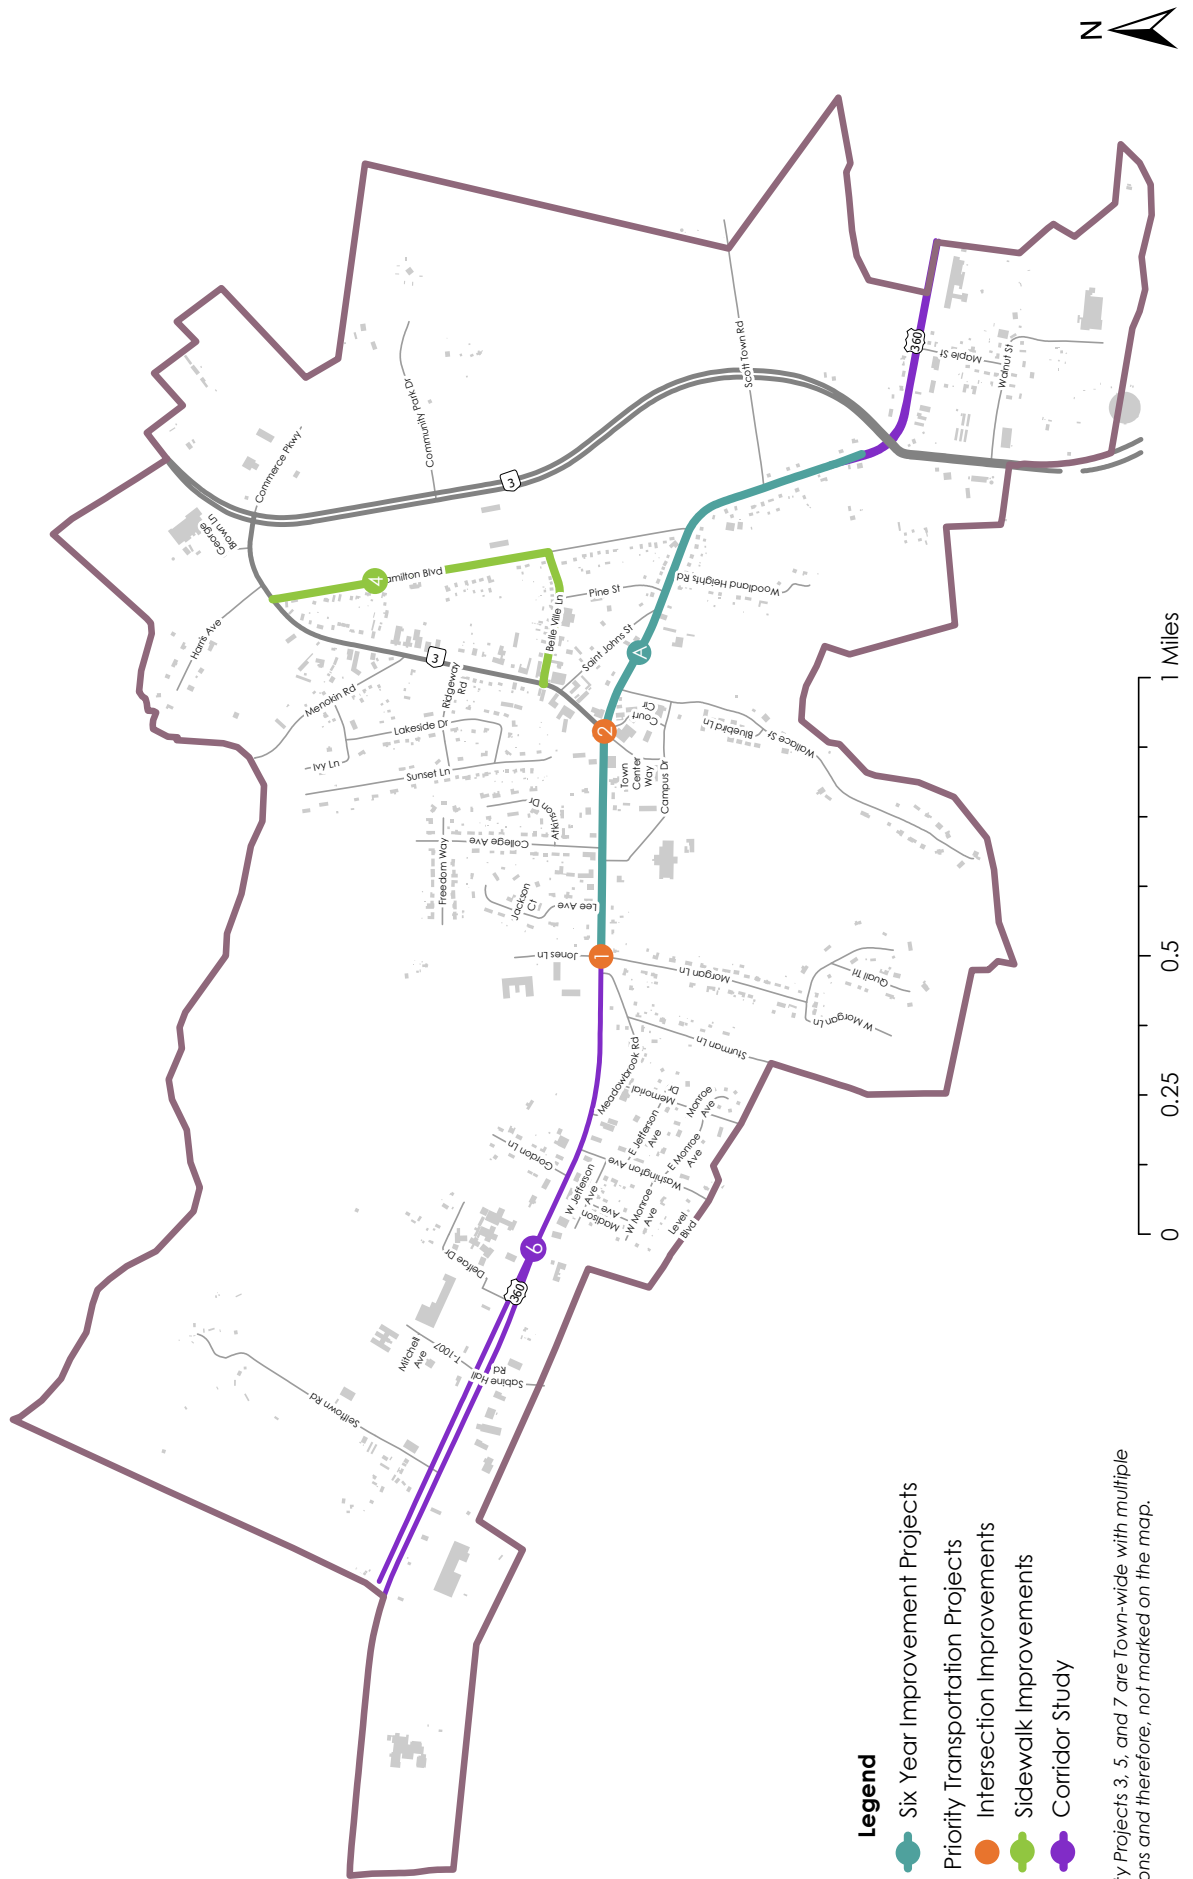 N
Commerce Pkwy
George
Brown Ln
Community Park Dr
Scott Town Rd
360
Maple St
Walnut St
3
4
amilton Blvd
Harris Ave
Menokin Rd
3
Ridgeway
Rd
Belle Ville Ln
Pine St
Saint Johns St
Woodland Heights Rd
A
2
Court
Cir
Bluebird Ln
Wallace St
Town
Center
Way
Campus Dr
Lakeside Dr
Ivy Ln
Sunset Ln
Atkinson Dr
College Ave
Freedom Way
Jackson
Ct
Lee Ave
Jones Ln
1
Morgan Ln
Quail Trl
W Morgan Ln
Sturman Ln
Meadowbrook Rd
Memorial
Dr
Monroe
Ave
E Jefferson
Ave
E Monroe
Ave
Washington Ave
W Jefferson
Ave
Madison
Ave
W Monroe
Ave
Level
Blvd
Gordon Ln
6
Delfae Dr
360
Mitchell
Ave
T-1007
Sabine Hall
Rd
Selftown Rd
0
0.25
0.5
1 Miles
Legend
Six Year Improvement Projects
Priority Transportation Projects
Intersection Improvements
Sidewalk Improvements
Corridor Study
ty Projects 3, 5, and 7 are Town-wide with multiple
ons and therefore, not marked on the map.